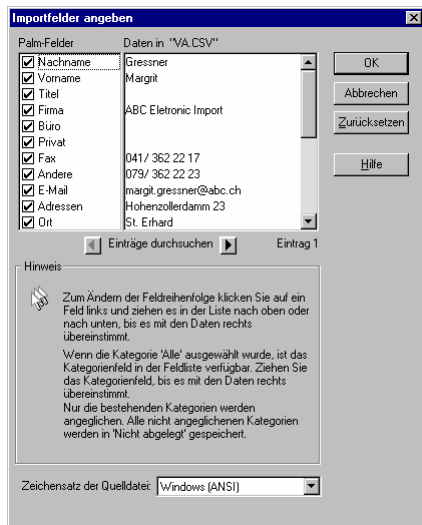 Importfelder angeben
Palm-Felder Daten in "VA.CSV"
Nachname Gressner
Vorname Margrit
Titel
Firma ABC Eletronic Import
Büro
Privat
Fax 041/ 362 22 17
Andere 079/ 362 22 23
E-Mail margit.gressner@abc.ch
Adressen Hohenzollerdamm 23
Ort St. Erhard
OK
Abbrechen
Zurücksetzen
Hilfe
Einträge durchsuchen Eintrag 1
Hinweis
Zum Ändern der Feldreihenfolge klicken Sie auf ein
Feld links und ziehen es in der Liste nach oben oder
nach unten, bis es mit den Daten rechts
übereinstimmt.
Wenn die Kategorie 'Alle' ausgewählt wurde, ist das
Kategorienfeld in der Feldliste verfügbar. Ziehen Sie
das Kategorienfeld, bis es mit den Daten rechts
übereinstimmt.
Nur die bestehenden Kategorien werden
angeglichen. Alle nicht angeglichenen Kategorien
werden in 'Nicht abgelegt' gespeichert.
Zeichensatz der Quelldatei: Windows (ANSI)